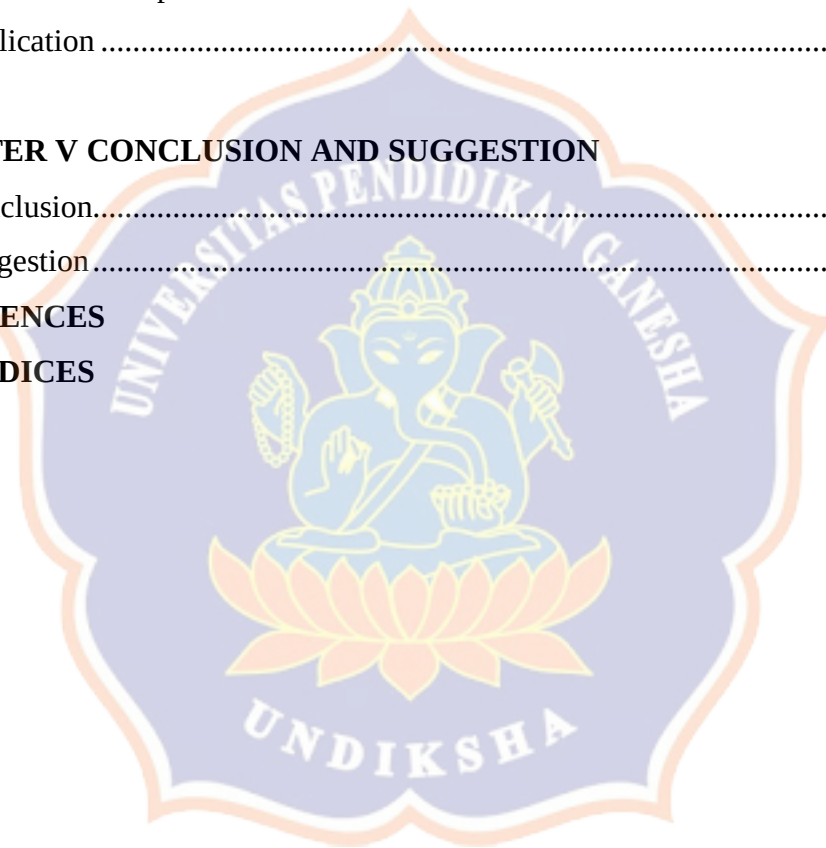 lication ..........................................................................................
TER V CONCLUSION AND SUGGESTION
clusion............................................................................................
gestion ...........................................................................................
ENCES
DICES
UNIVERSITAS PENDIDIKAN GANESHA
UNDIKSHA